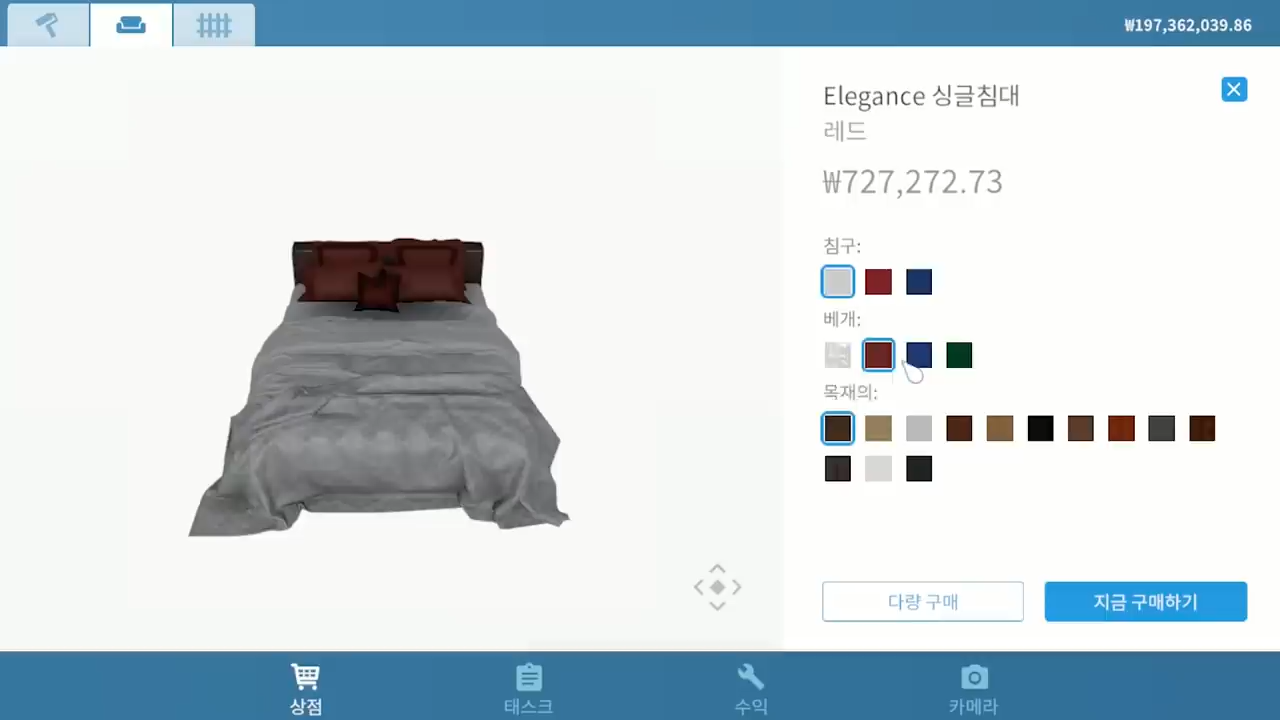 ₩197,362,039.86
Elegance 싱글침대
레드
₩727,272.73
침구:
베개:
목재의:
다량 구매
지금 구매하기
상점
태스크
수익
카메라